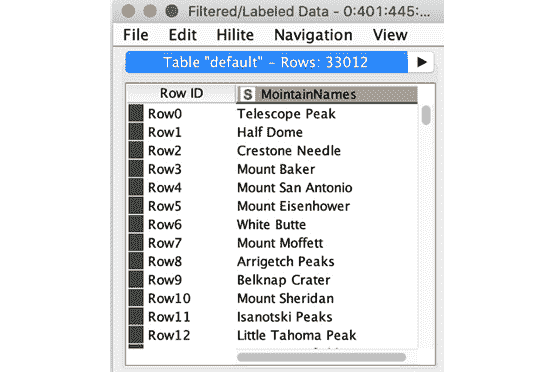 Filtered/Labeled Data - 0:401:445:...
File Edit Hilite Navigation View
Table "default" - Rows: 33012
Row ID S MointainNames
Row0 Telescope Peak
Row1 Half Dome
Row2 Crestone Needle
Row3 Mount Baker
Row4 Mount San Antonio
Row5 Mount Eisenhower
Row6 White Butte
Row7 Mount Moffett
Row8 Arrigetch Peaks
Row9 Belknap Crater
Row10 Mount Sheridan
Row11 Isanotski Peaks
Row12 Little Tahoma Peak